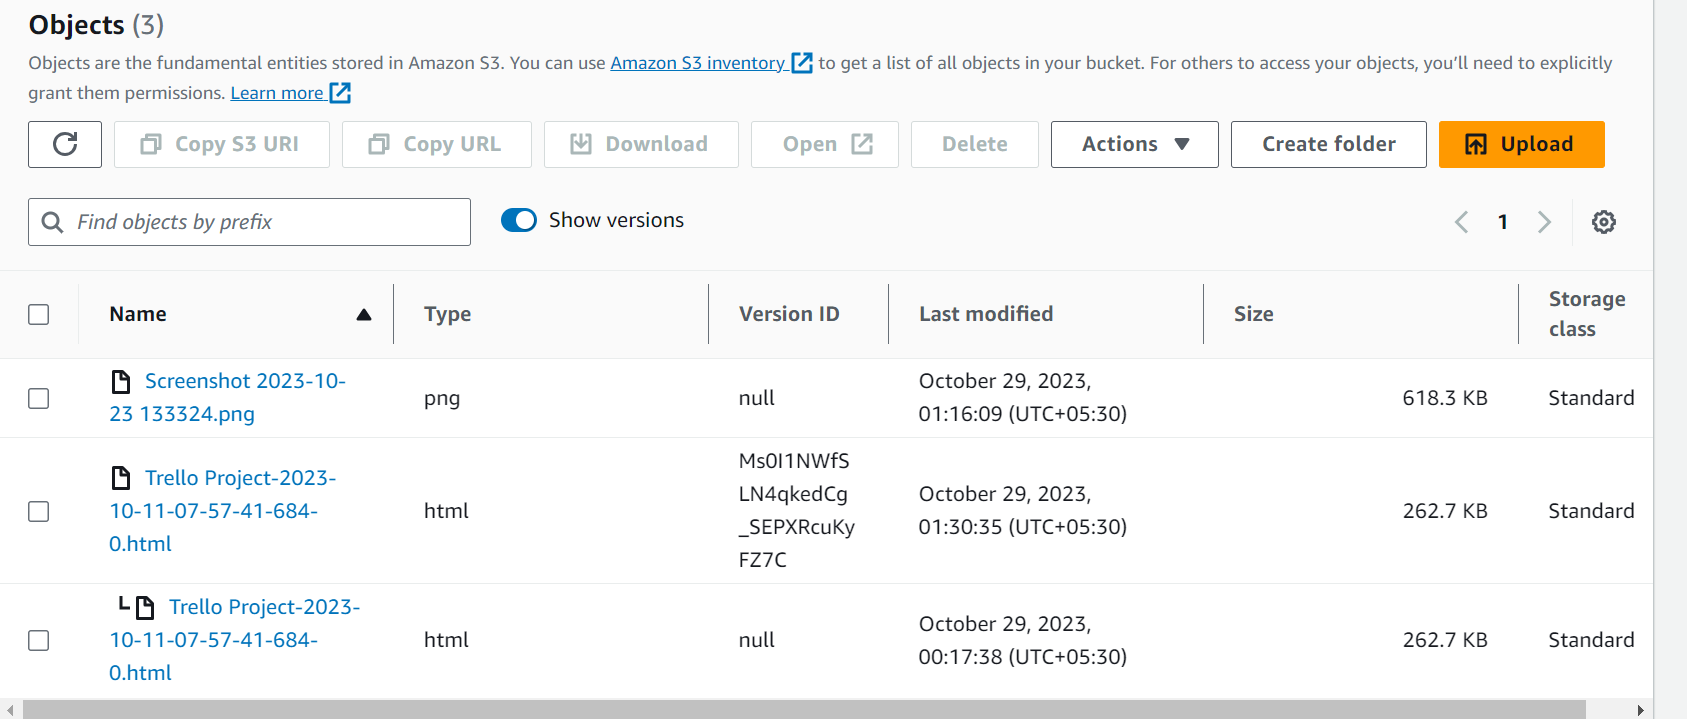 Objects (3)
Objects are the fundamental entities stored in Amazon S3. You can use Amazon S3 inventory to get a list of all objects in your bucket. For others to access your objects, you’ll need to explicitly
grant them permissions. Learn more
Copy S3 URI Copy URL Download Open Delete Actions Create folder Upload
Find objects by prefix Show versions 1
Name Type Version ID Last modified Size Storage
class
Screenshot 2023-10-
23 133324.png
png
null
October 29, 2023,
01:16:09 (UTC+05:30)
618.3 KB
Standard
Trello Project-2023-
10-11-07-57-41-684-
0.html
html
Ms0I1NWfS
LN4qkedCg
_SEPXRcuKy
FZ7C
October 29, 2023,
01:30:35 (UTC+05:30)
262.7 KB
Standard
Trello Project-2023-
10-11-07-57-41-684-
0.html
html
null
October 29, 2023,
00:17:38 (UTC+05:30)
262.7 KB
Standard